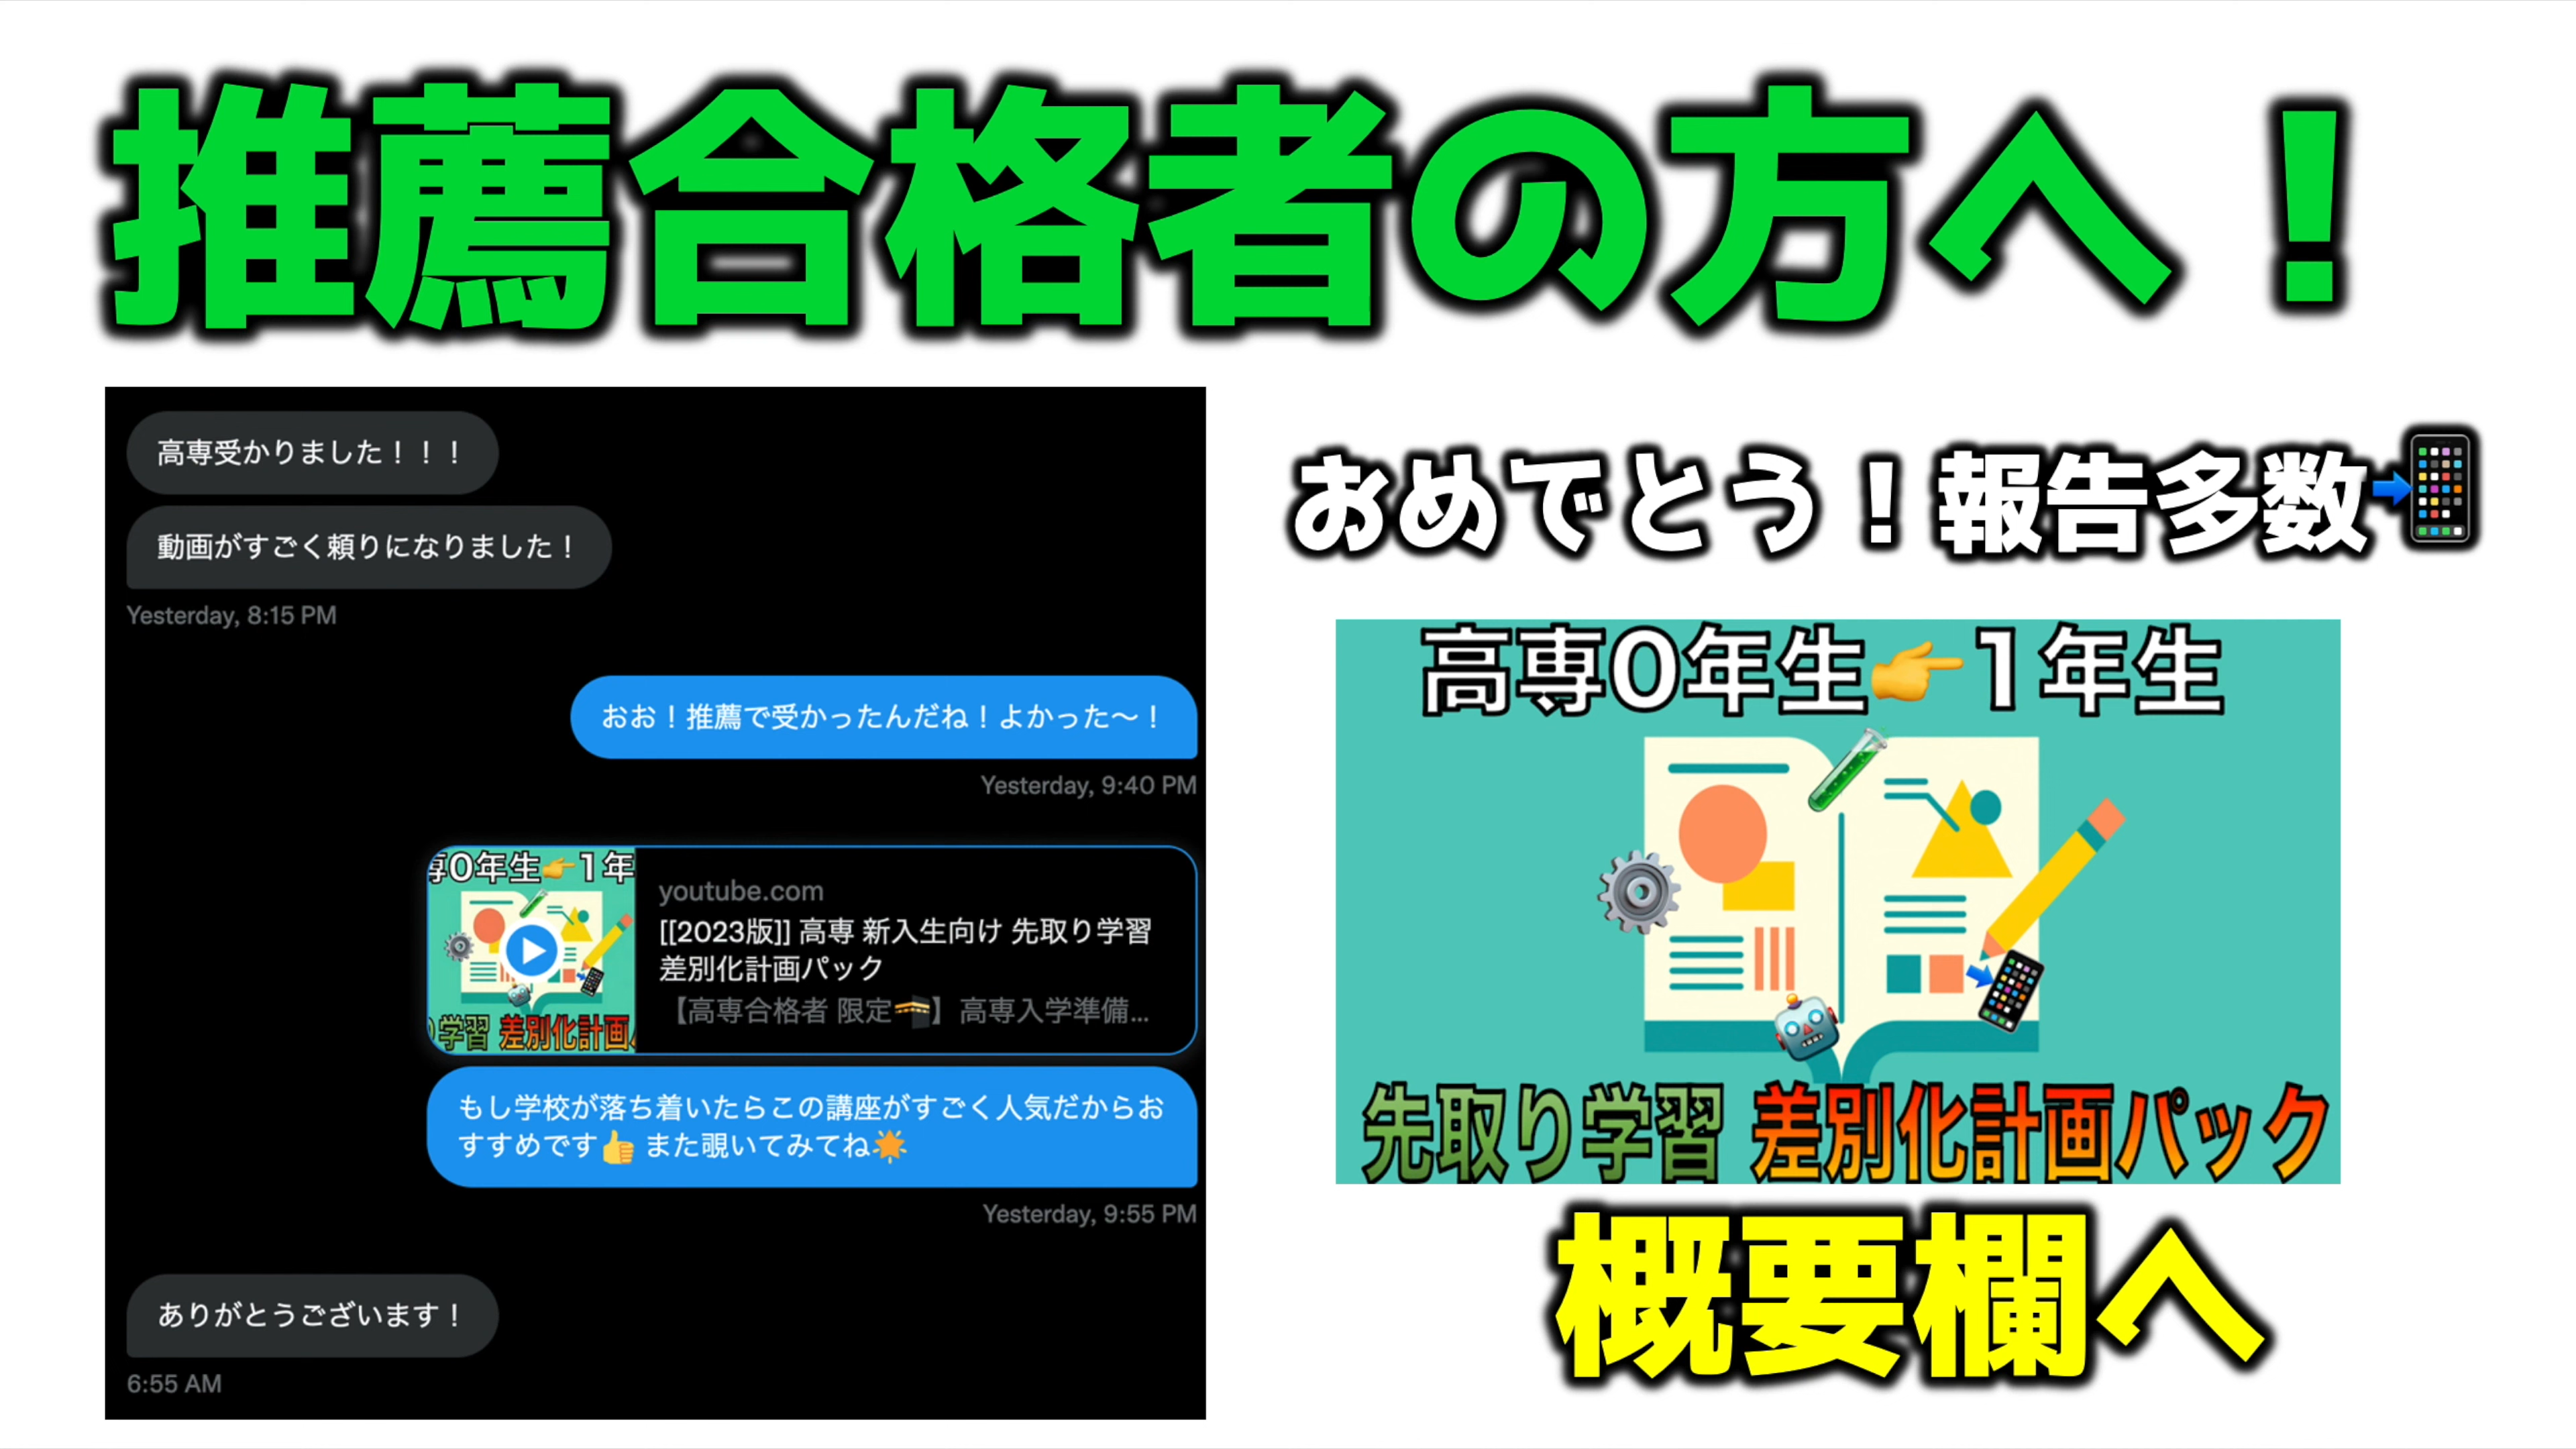 推薦合格者の方へ！
高専受かりました！！！
動画がすごく頼りになりました！
Yesterday, 8:15 PM
おお！推薦で受かったんだね！よかった〜！
Yesterday, 9:40 PM
専0年生👉1年
り学習 差別化計画パ
youtube.com
[[2023版]] 高専 新入生向け 先取り学習
差別化計画パック
【高専合格者 限定🕋】高専入学準備...
もし学校が落ち着いたらこの講座がすごく人気だからお
すすめです👍 また覗いてみてね🌟
Yesterday, 9:55 PM
ありがとうございます！
6:55 AM
おめでとう！報告多数📲
高専0年生👉1年生
先取り学習 差別化計画パック
概要欄へ